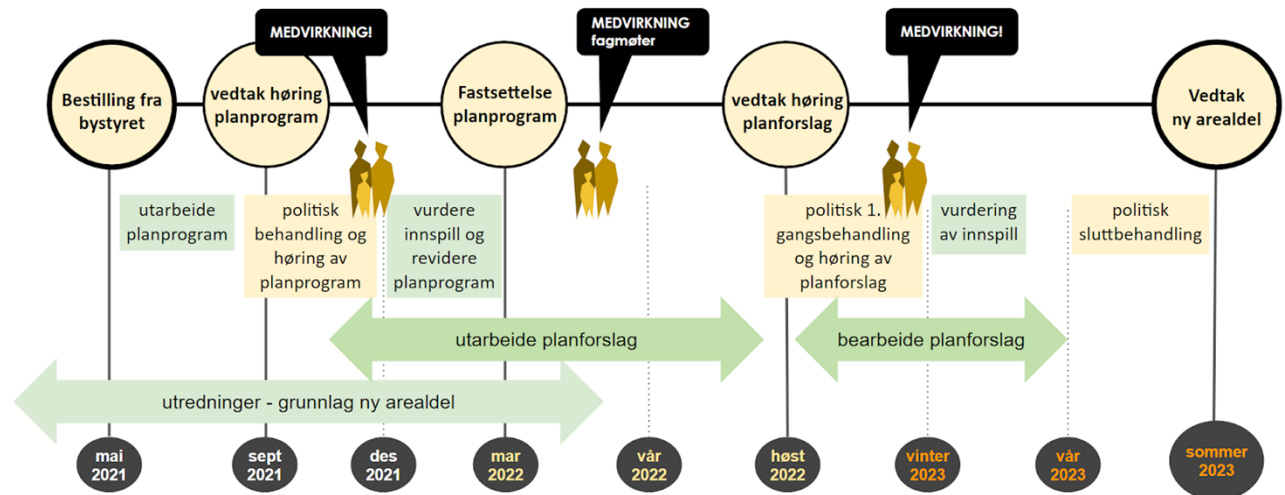 MEDVIRKNING!
MEDVIRKNING
fagmøter
MEDVIRKNING!
Bestilling fra
bystyret
vedtak høring
planprogram
Fastsettelse
planprogram
vedtak høring
planforslag
Vedtak
ny arealdel
utarbeide
planprogram
politisk
behandling og
høring av
planprogram
vurdere
innspill og
revidere
planprogram
politisk 1.
gangsbehandling
og høring av
planforslag
vurdering
av innspill
politisk
sluttbehandling
utarbeide planforslag
bearbeide planforslag
utredninger - grunnlag ny arealdel
mai
2021
sept
2021
des
2021
mar
2022
vår
2022
høst
2022
vinter
2023
vår
2023
sommer
2023